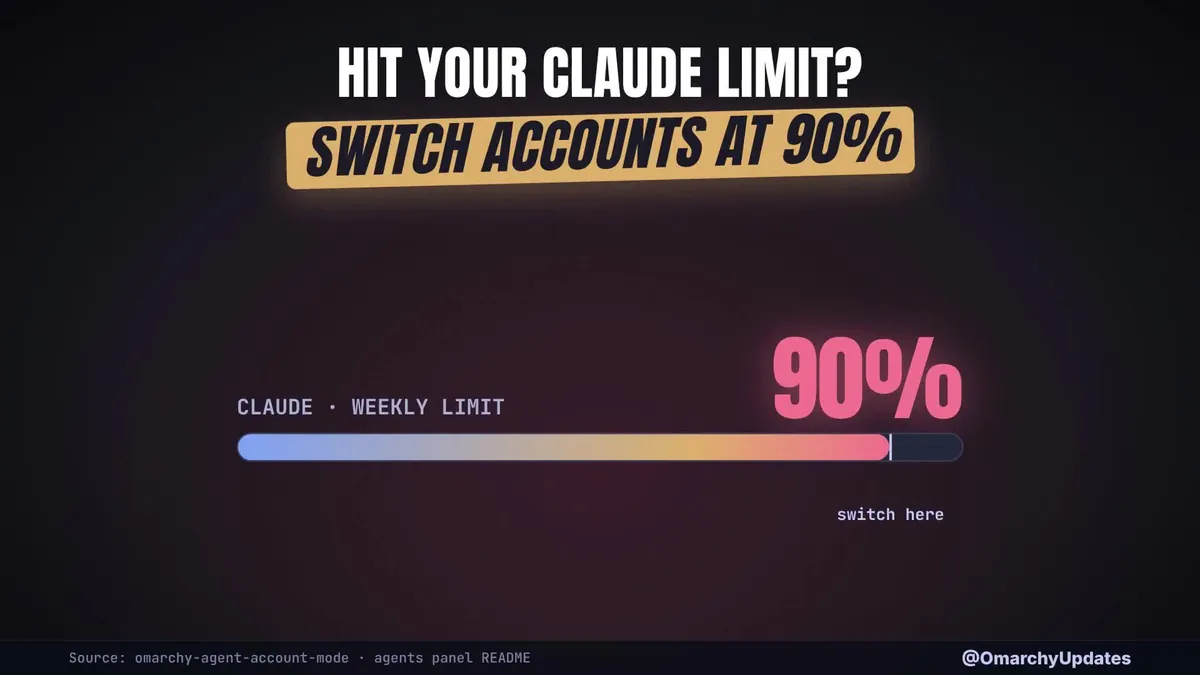 HIT YOUR CLAUDE LIMIT?
SWITCH ACCOUNTS AT 90%
90%
CLAUDE · WEEKLY LIMIT
switch here
Source: omarchy-agent-account-mode · agents panel README
@OmarchyUpdates